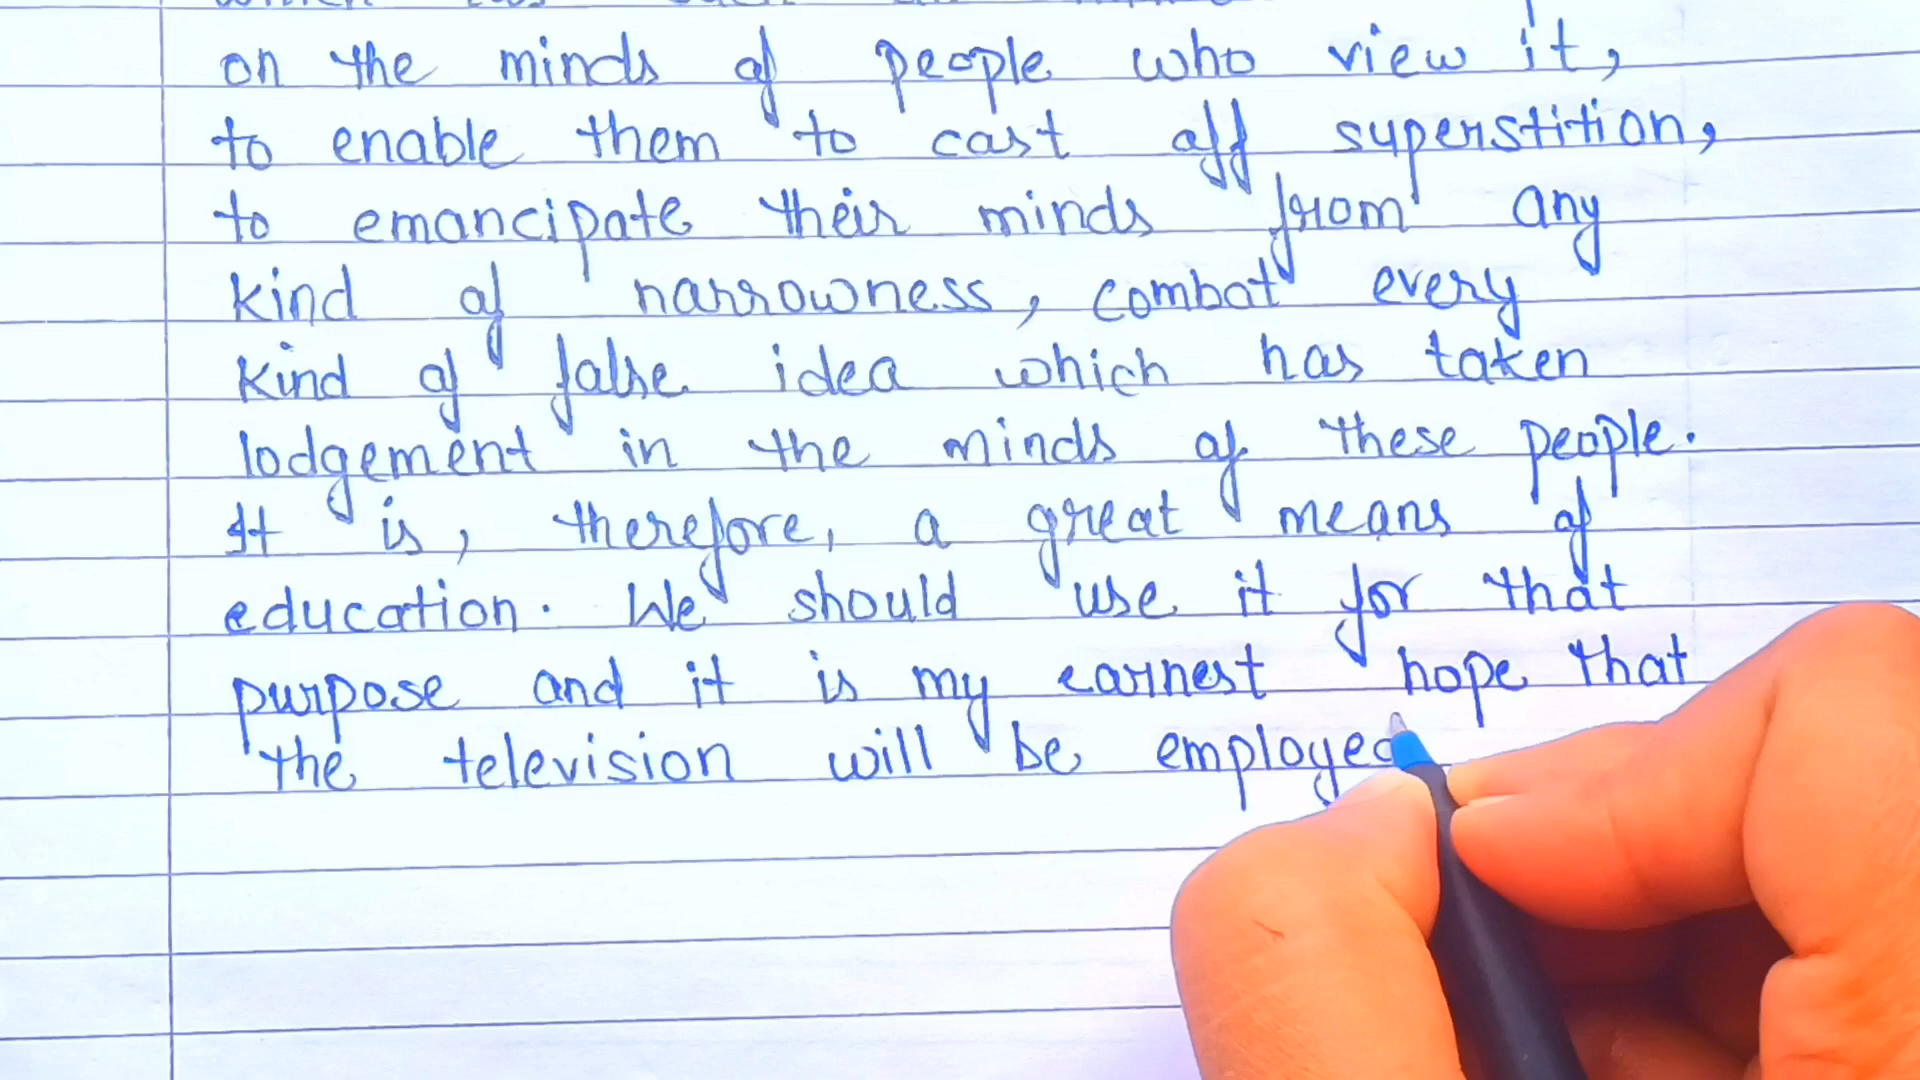 on the minds of people who view it,
to enable them to cast off superstition,
to emancipate their minds from any
kind of narrowness, combat every
kind of false idea which has taken
lodgement in the minds of these people.
It is, therefore, a great means of
education. We should use it for that
purpose and it is my earnest hope that
the television will be employed